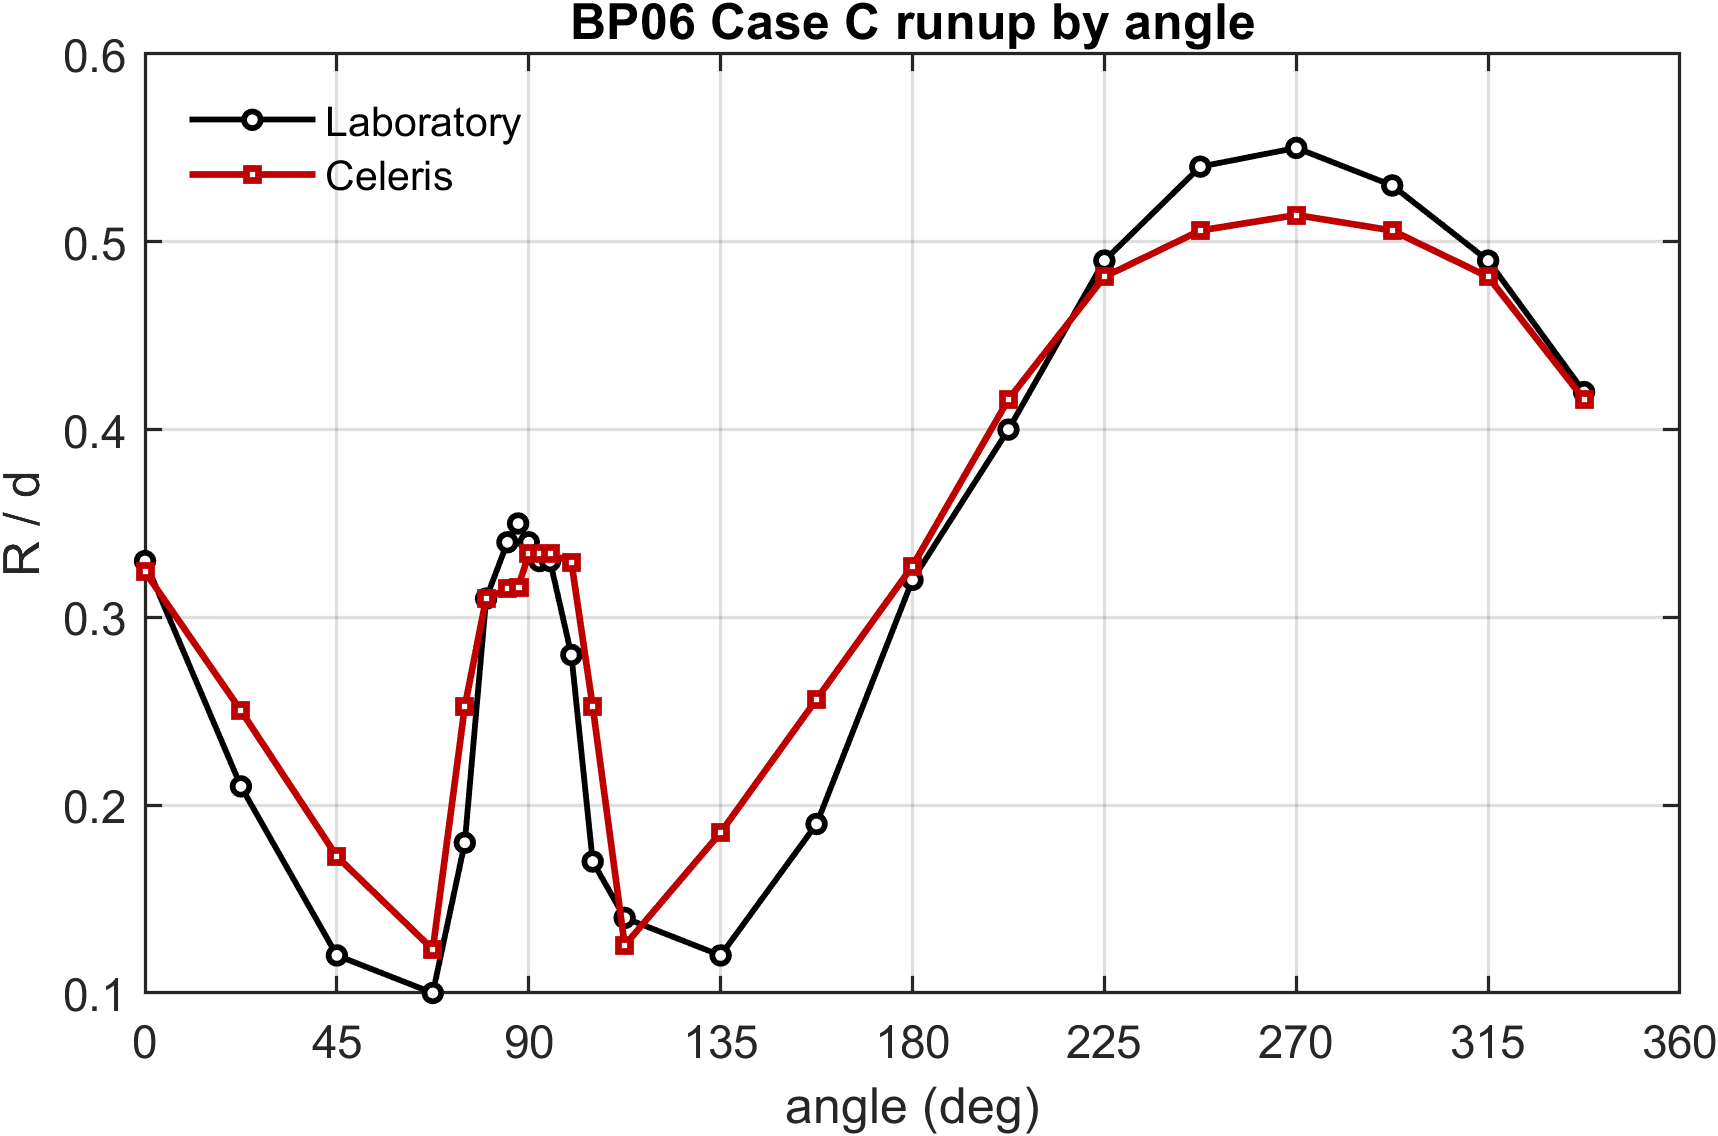 BP06 Case C runup by angle
0.6
0.5
0.4
0.3
0.2
0.1
R / d
Laboratory
Celeris
0 45 90 135 180 225 270 315 360
angle (deg)